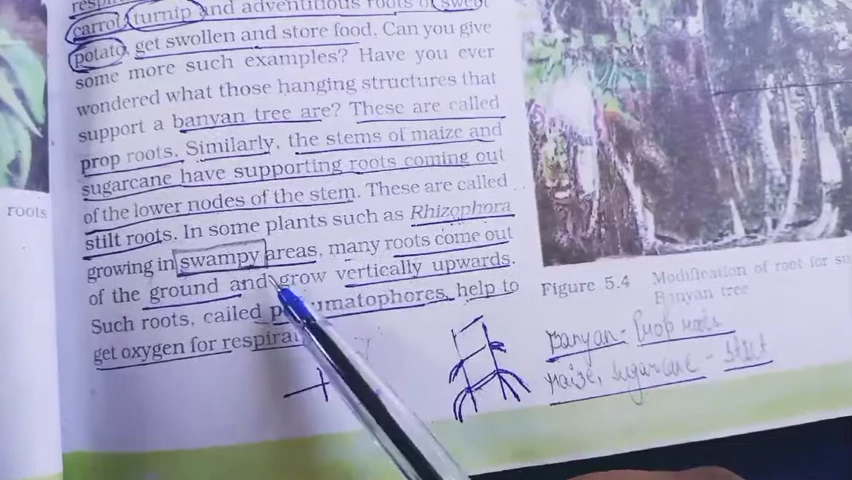 carrot, turnip and adventitious roots of sweet
potato, get swollen and store food. Can you give
some more such examples? Have you ever
wondered what those hanging structures that
support a banyan tree are? These are called
prop roots. Similarly, the stems of maize and
sugarcane have supporting roots coming out
of the lower nodes of the stem. These are called
stilt roots. In some plants such as Rhizophora
growing in swampy areas, many roots come out
of the ground and grow vertically upwards.
Such roots, called pneumatophores, help to
get oxygen for
roots
Figure 5.4 Modification of root for
Banyan tree
Banyan - Prop roots
Maize, Sugarcane - Stilt